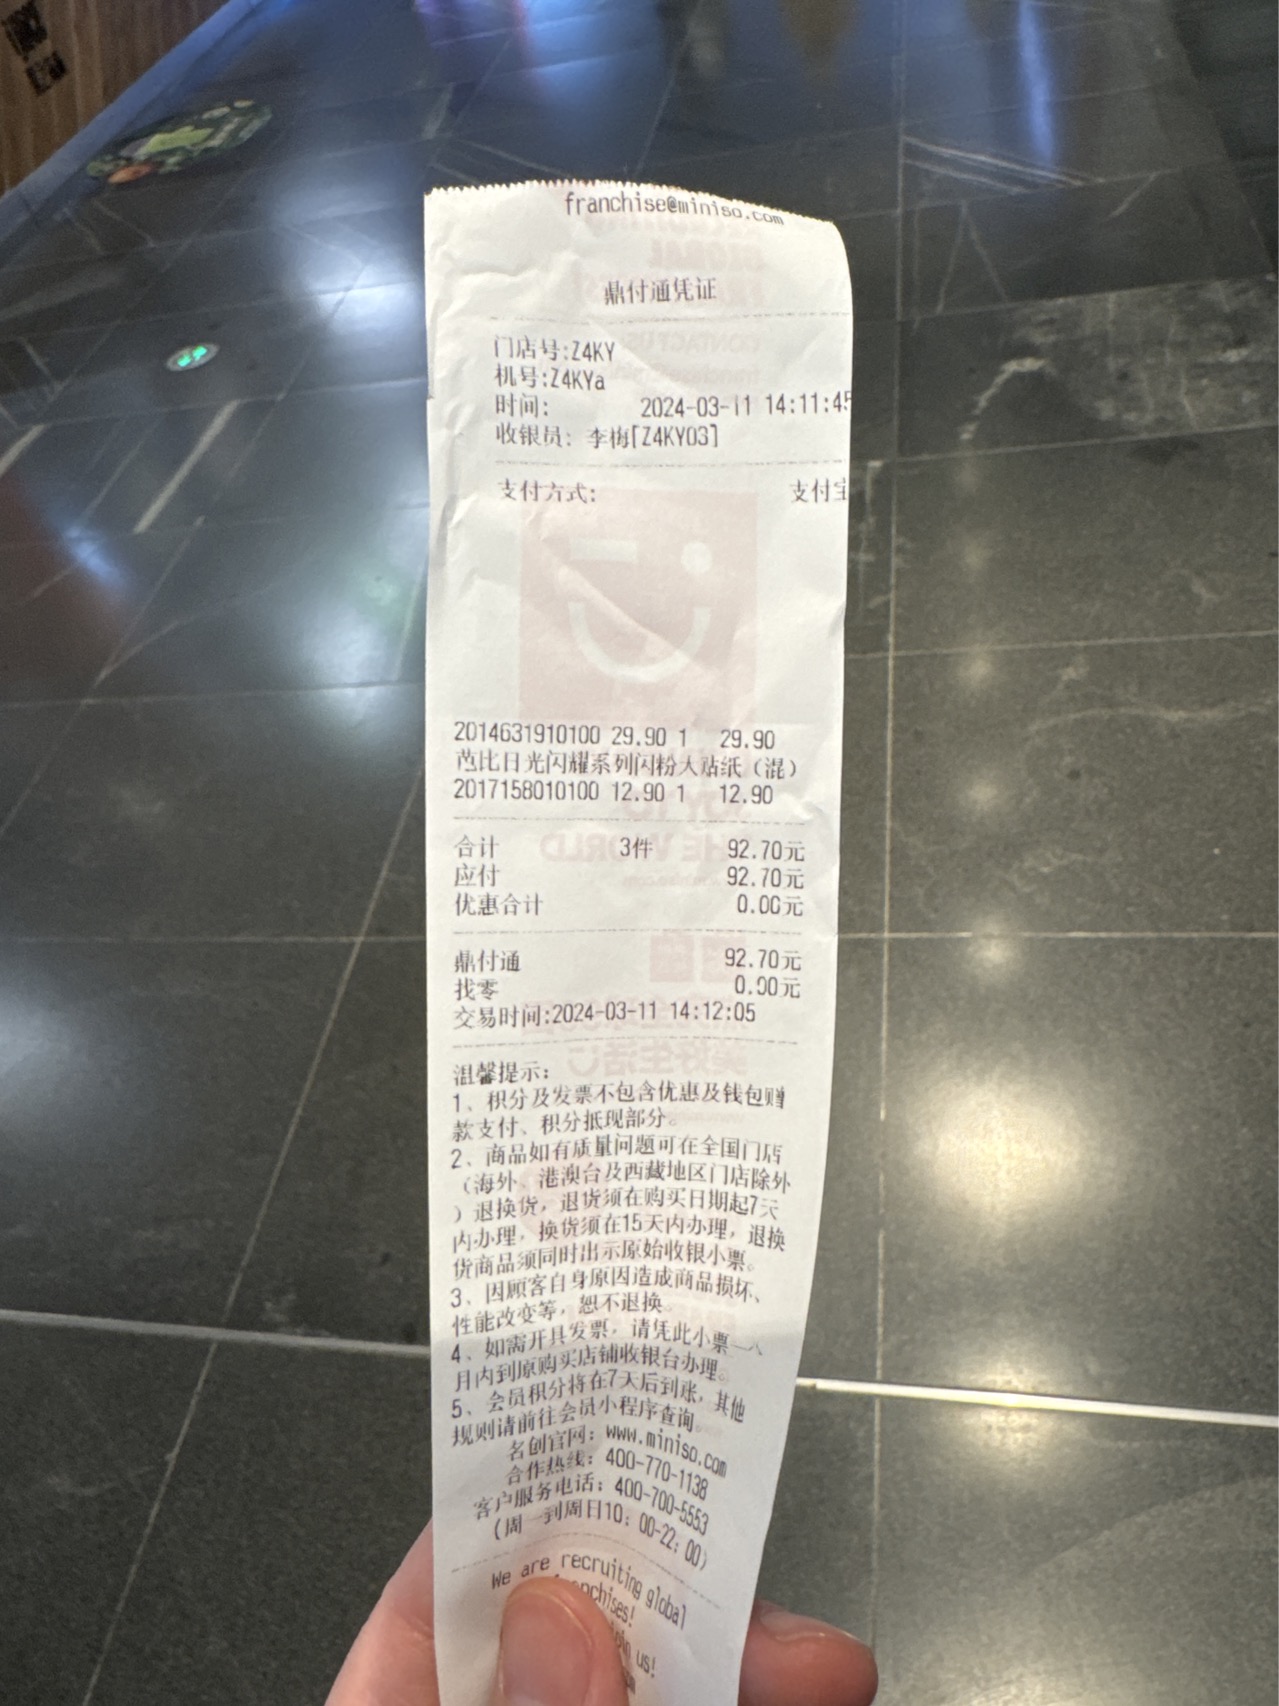 franchise@miniso.com
鼎付通凭证
门店号:Z4KY
机号:Z4KYa
时间: 2024-03-11 14:11:45
收银员: 李梅[Z4KY03]
支付方式: 支付宝
2014631910100 29.90 1 29.90
芭比日光闪耀系列闪粉大贴纸（混）
2017158010100 12.90 1 12.90
合计 3件 92.70元
应付 92.70元
优惠合计 0.00元
鼎付通 92.70元
找零 0.00元
交易时间:2024-03-11 14:12:05
温馨提示:
1、积分及发票不包含优惠及钱包赠
款支付、积分抵现部分。
2、商品如有质量问题可在全国门店
（海外、港澳台及西藏地区门店除外
）退换货，退货须在购买日期起7天
内办理，换货须在15天内办理，退换
货商品须同时出示原始收银小票。
3、因顾客自身原因造成商品损坏、
性能改变等，恕不退换。
4、如需开具发票，请凭此小票一个
月内到原购买店铺收银台办理。
5、会员积分将在7天后到账，其他
规则请前往会员小程序查询。
名创官网: www.miniso.com
合作热线: 400-770-1138
客户服务电话: 400-700-5553
(周一到周日10: 00-22: 00)
We are recruiting global
us!